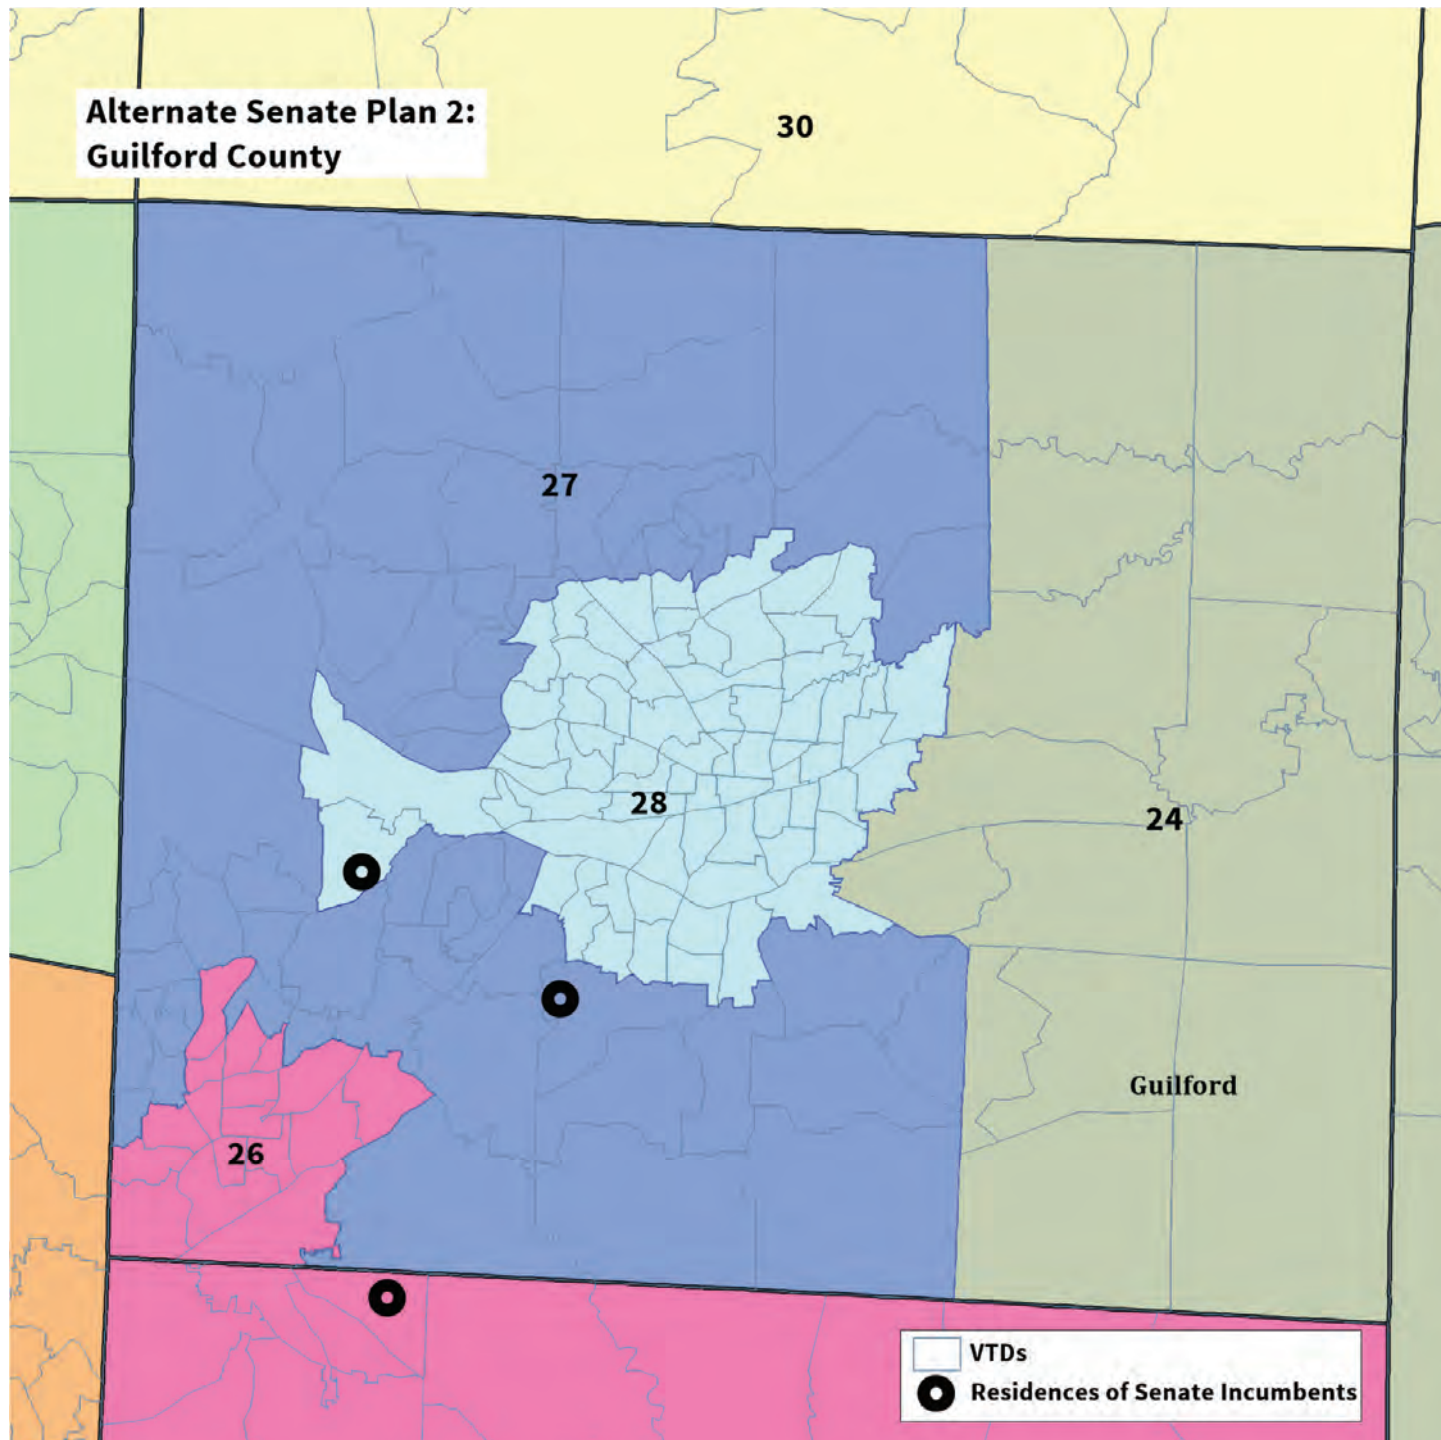 Alternate Senate Plan 2:
Guilford County
30
27
28
24
Guilford
26
VTDs
Residences of Senate Incumbents